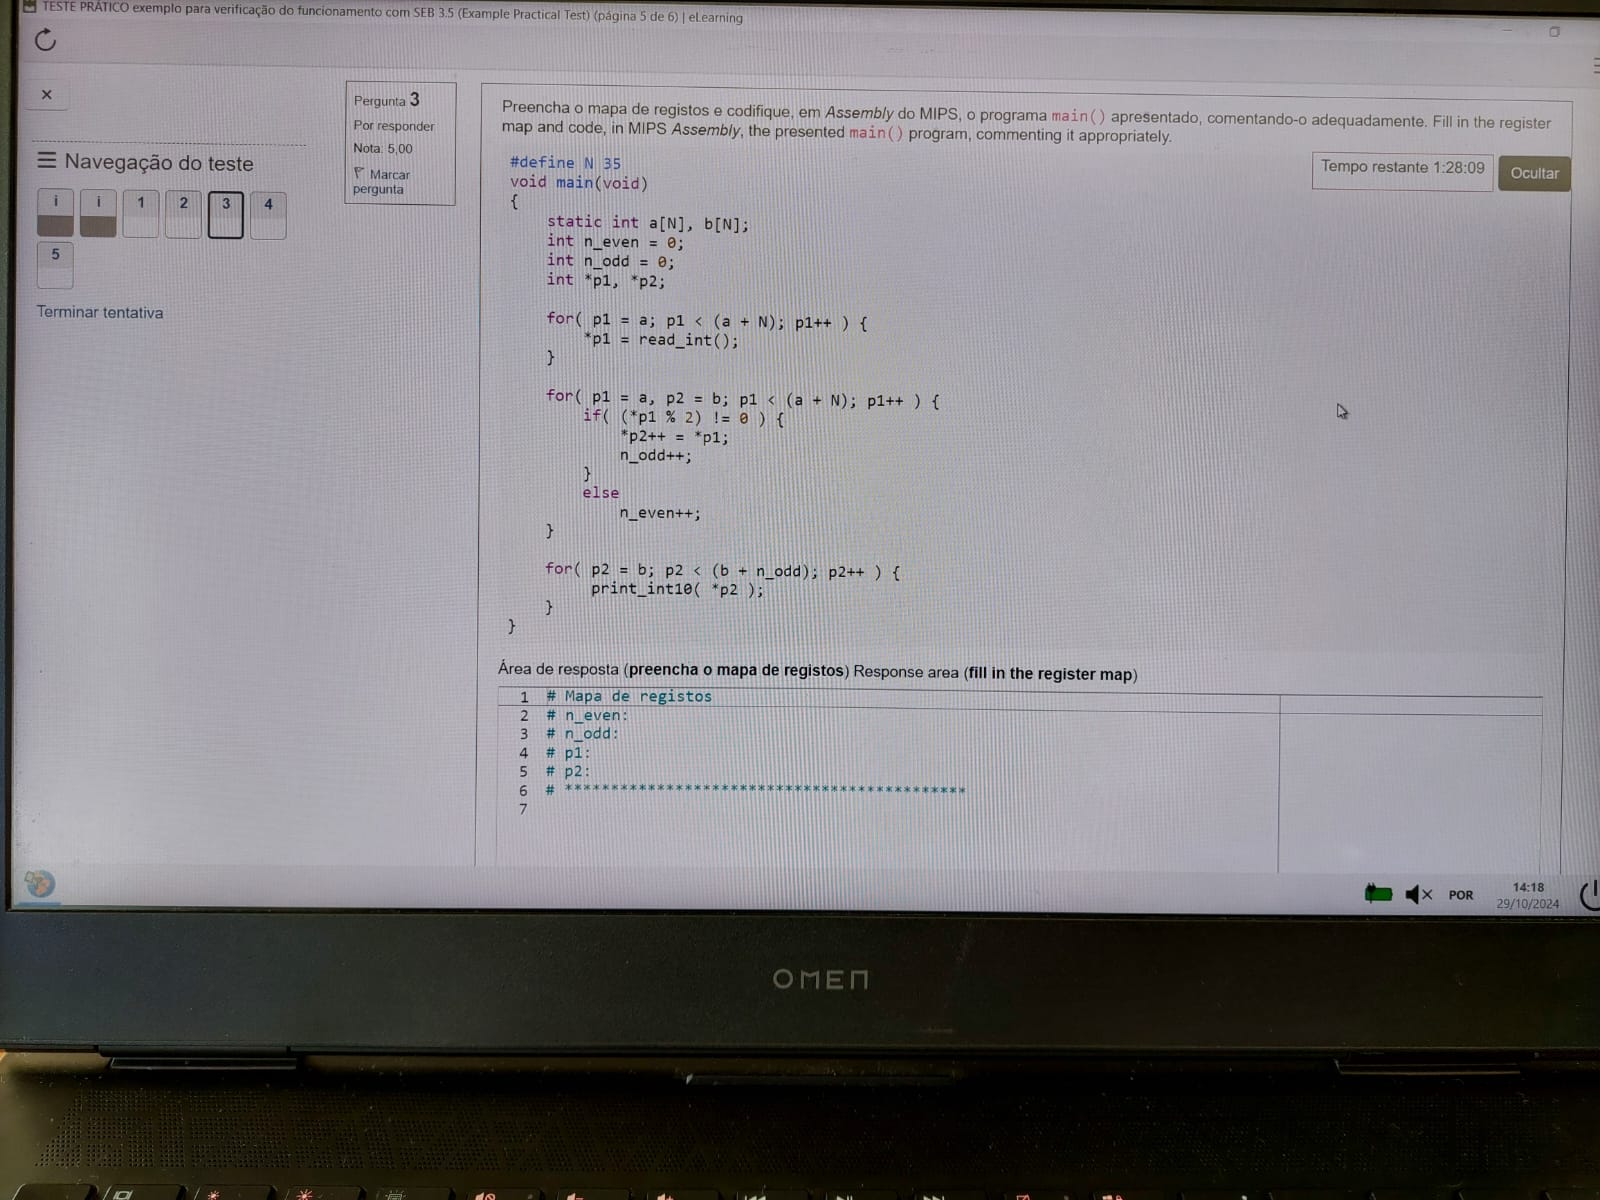 TESTE PRÁTICO exemplo para verificação do funcionamento com SEB 3.5 (Example Practical Test) (página 5 de 6) | eLearning
Navegação do teste
i i 1 2 3 4
5
Terminar tentativa
Pergunta 3
Por responder
Nota: 5,00
Marcar
pergunta
Preencha o mapa de registos e codifique, em Assembly do MIPS, o programa main() apresentado, comentando-o adequadamente. Fill in the register
map and code, in MIPS Assembly, the presented main() program, commenting it appropriately.
Tempo restante 1:28:09
Ocultar
#define N 35
void main(void)
{
static int a[N], b[N];
int n_even = 0;
int n_odd = 0;
int *p1, *p2;
for( p1 = a; p1 < (a + N); p1++ ) {
*p1 = read_int();
}
for( p1 = a, p2 = b; p1 < (a + N); p1++ ) {
if( (*p1 % 2) != 0 ) {
*p2++ = *p1;
n_odd++;
}
else
n_even++;
}
for( p2 = b; p2 < (b + n_odd); p2++ ) {
print_int10( *p2 );
}
}
Área de resposta (preencha o mapa de registos) Response area (fill in the register map)
1 # Mapa de registos
2 # n_even:
3 # n_odd:
4 # p1:
5 # p2:
6 # ********************************************
7
POR
14:18
29/10/2024
OMEN